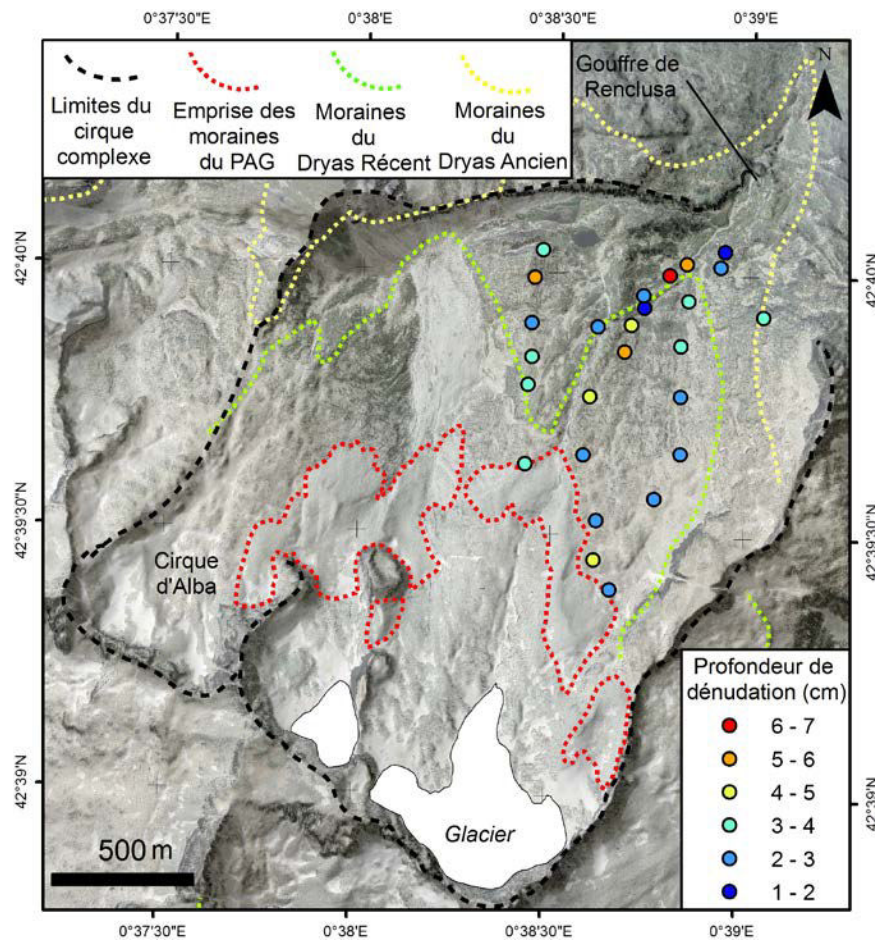 0°37'30"E
0°38'
0°38'30"E
0°39'E
N
Gouffre de
Renclusa
Limites du
cirque
complexe
Emprise des
moraines
du PAG
Moraines
du
Dryas Récent
Moraines
du
Dryas Ancien
42°40'N
42°40'N
42°39'30"N
42°39'30"N
Cirque
d'Alba
42°39'N
42°39'N
Glacier
500 m
Profondeur de
dénudation (cm)
6 - 7
5 - 6
4 - 5
3 - 4
2 - 3
1 - 2
0°37'30"E
0°38'E
0°38'30"E
0°39'E